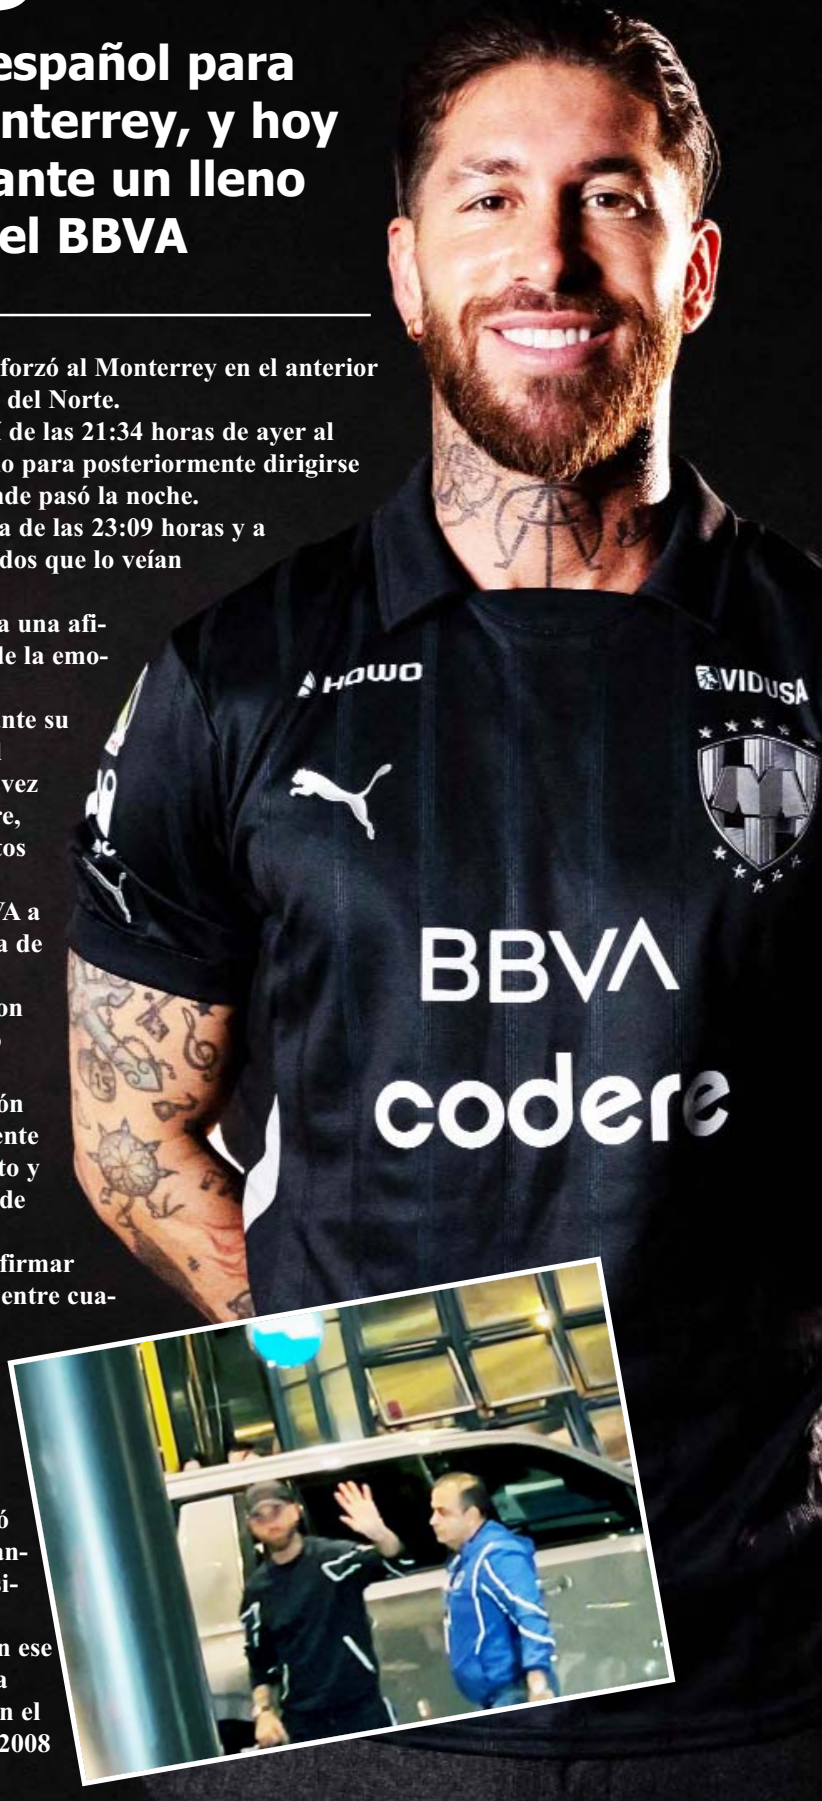 español para
nterrey, y hoy
ante un lleno
el BBVA
forzó al Monterrey en el anterior
del Norte.
de las 21:34 horas de ayer al
o para posteriormente dirigirse
nde pasó la noche.
a de las 23:09 horas y a
dos que lo veían
a una afi-
de la emo-
nte su
vez
re,
tos
VA a
a de
on
ón
ente
to y
de
firmar
entre cua-
ó
an-
si-
n ese
a
n el
2008
HOWO
VIDUSA
BBVA
codere